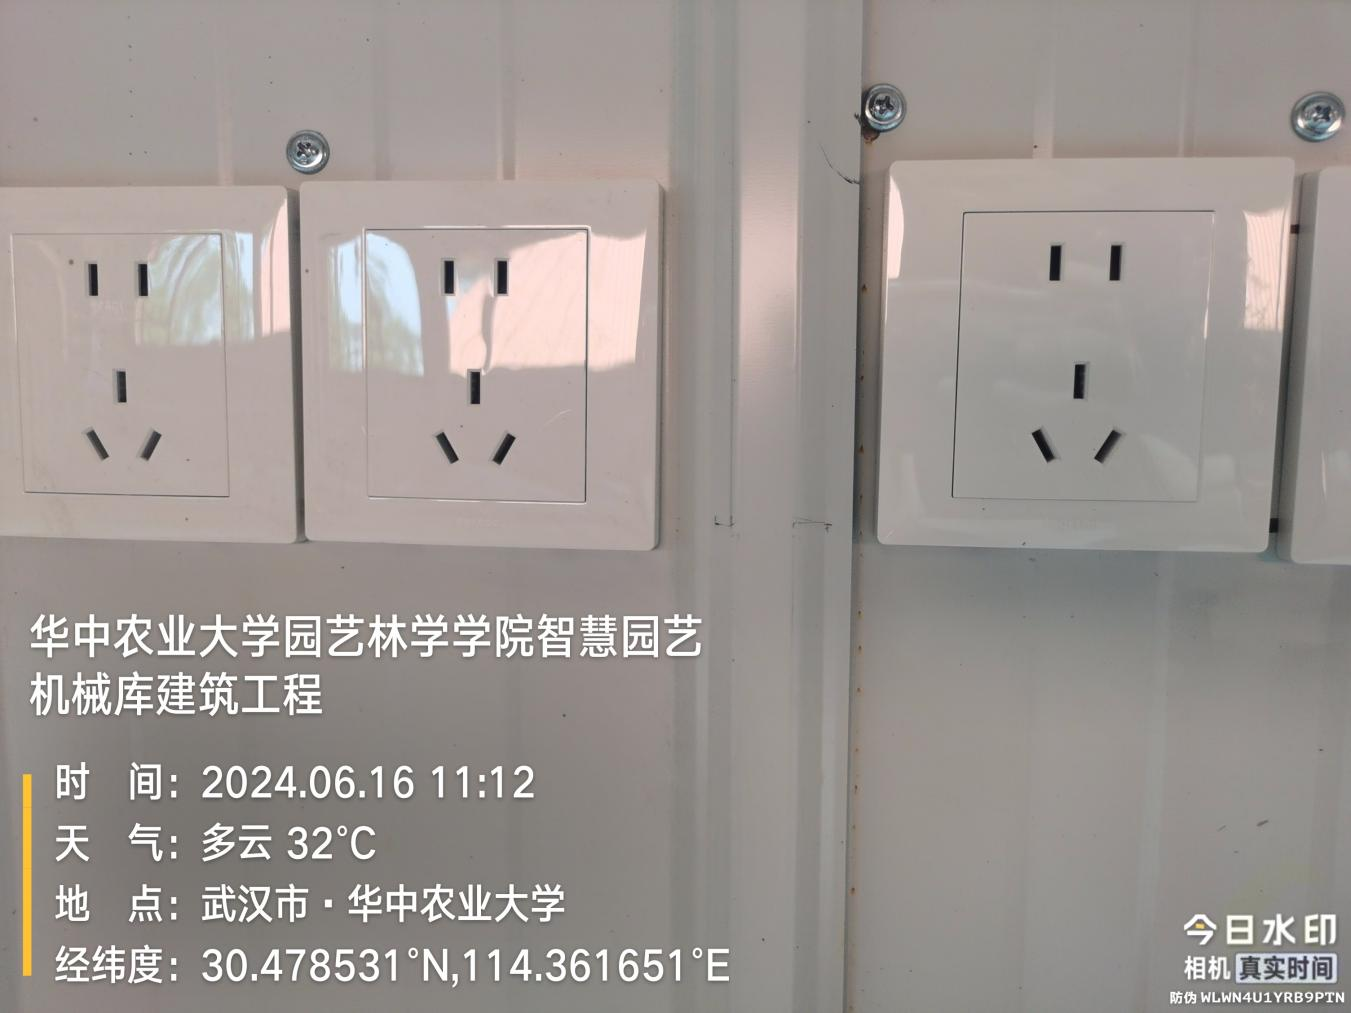 华中农业大学园艺林学学院智慧园艺
机械库建筑工程
时 间：2024.06.16 11:12
天 气：多云 32°C
地 点：武汉市·华中农业大学
经纬度：30.478531°N,114.361651°E
今日水印
相机 真实时间
防伪 WLWN4U1YRB9PTN